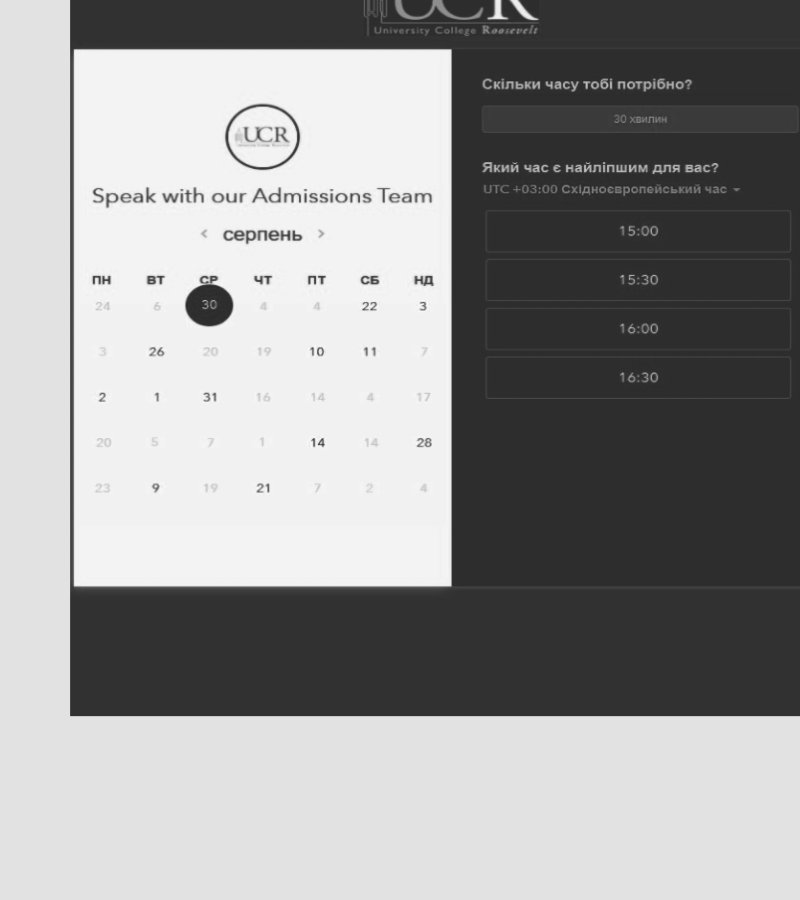 UCR
University College Roosevelt
UCR
Speak with our Admissions Team
< серпень >
ПН ВТ СР ЧТ ПТ СБ НД
24 6 30 4 4 22 3
3 26 20 19 10 11 7
2 1 31 16 14 4 17
20 5 7 1 14 14 28
23 9 19 21 7 2 4
Скільки часу тобі потрібно?
30 хвилин
Який час є найліпшим для вас?
UTC +03:00 Східноєвропейський час
15:00
15:30
16:00
16:30